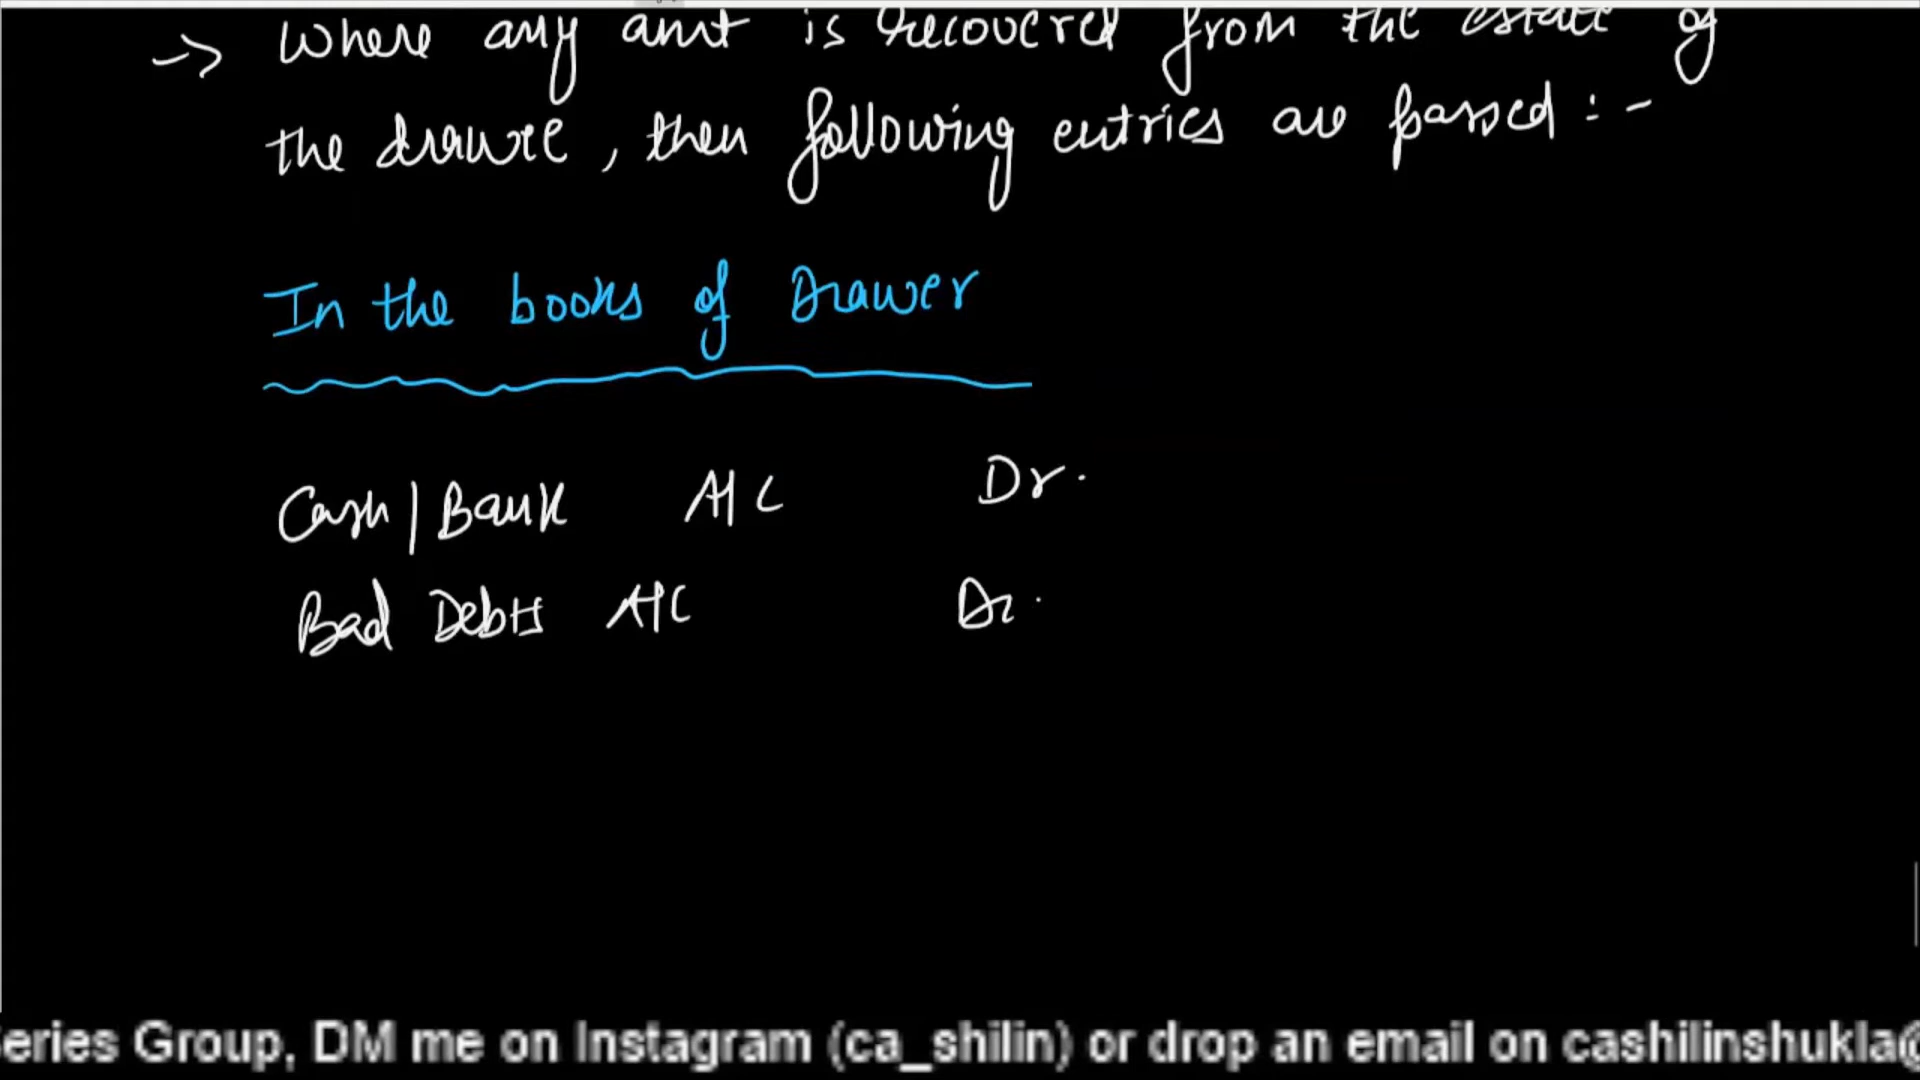 -> Where any amt is recovered from the estate of
the drawee, then following entries are passed :-
In the books of Drawer
Cash/Bank A/C Dr.
Bad Debts A/C Dr.
eries Group, DM me on Instagram (ca_shilin) or drop an email on cashilinshukla@